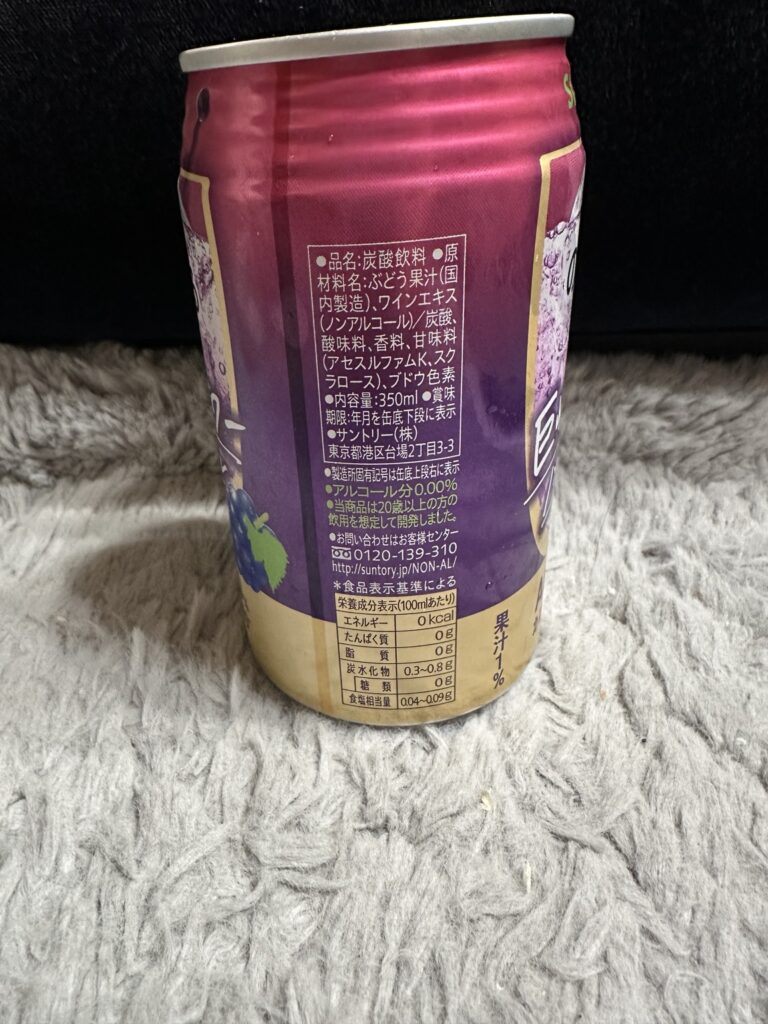 ●品名:炭酸飲料 ●原
材料名:ぶどう果汁(国
内製造)、ワインエキス
(ノンアルコール)/炭酸、
酸味料、香料、甘味料
(アセスルファムK、スク
ラロース)、ブドウ色素
●内容量:350ml ●賞味
期限:年月を缶底下段に表示
●サントリー(株)
東京都港区台場2丁目3-3
●製造所固有記号は缶底上段右に表示
●アルコール分0.00%
●当商品は20歳以上の方の
飲用を想定して開発しました。
●お問い合わせはお客様センター
0120-139-310
http://suntory.jp/NON-AL/
*食品表示基準による
栄養成分表示(100mlあたり)
エネルギー 0kcal
たんぱく質 0g
脂質 0g
炭水化物 0.3~0.8g
糖類 0g
食塩相当量 0.04~0.09g
果汁1%